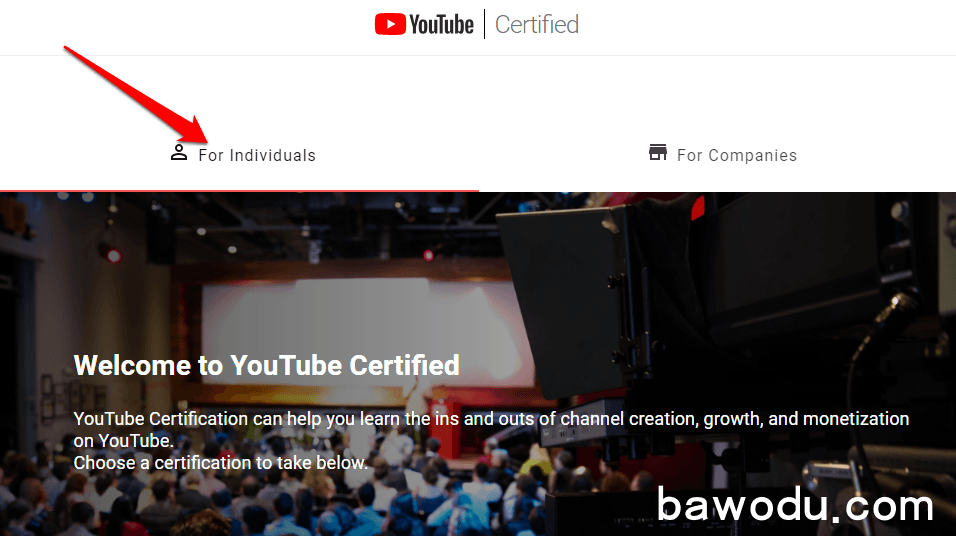 YouTube Certified
For Individuals
For Companies
Welcome to YouTube Certified
YouTube Certification can help you learn the ins and outs of channel creation, growth, and monetization
on YouTube.
Choose a certification to take below.
bawodu.com